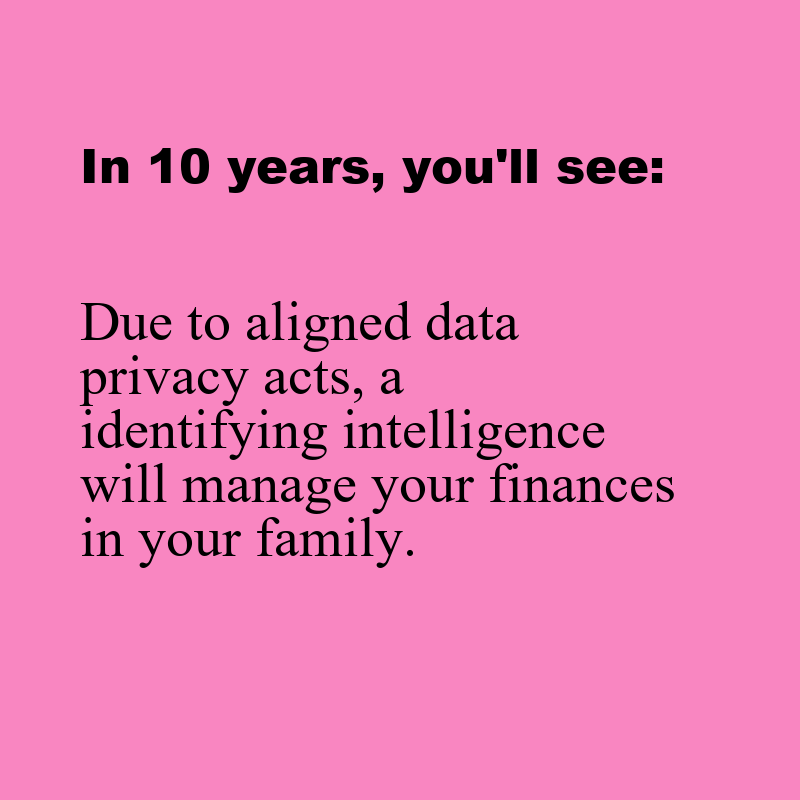 In 10 years, you'll see:
Due to aligned data
privacy acts, a
identifying intelligence
will manage your finances
in your family.